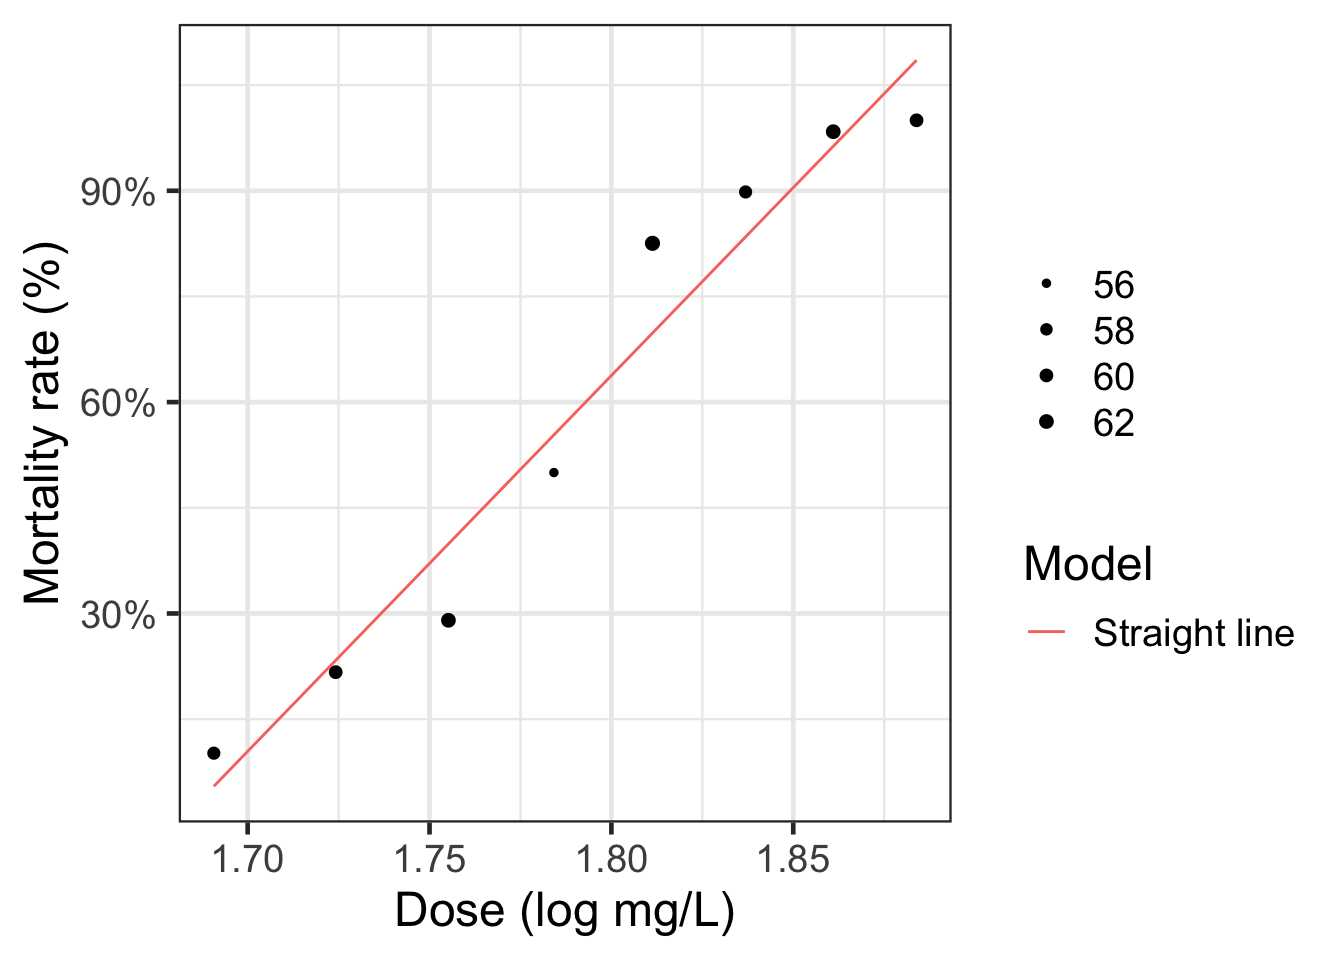 Mortality rate (%)
90%
60%
30%
1.70
1.75
1.80
1.85
Dose (log mg/L)
56
58
60
62
Model
Straight line